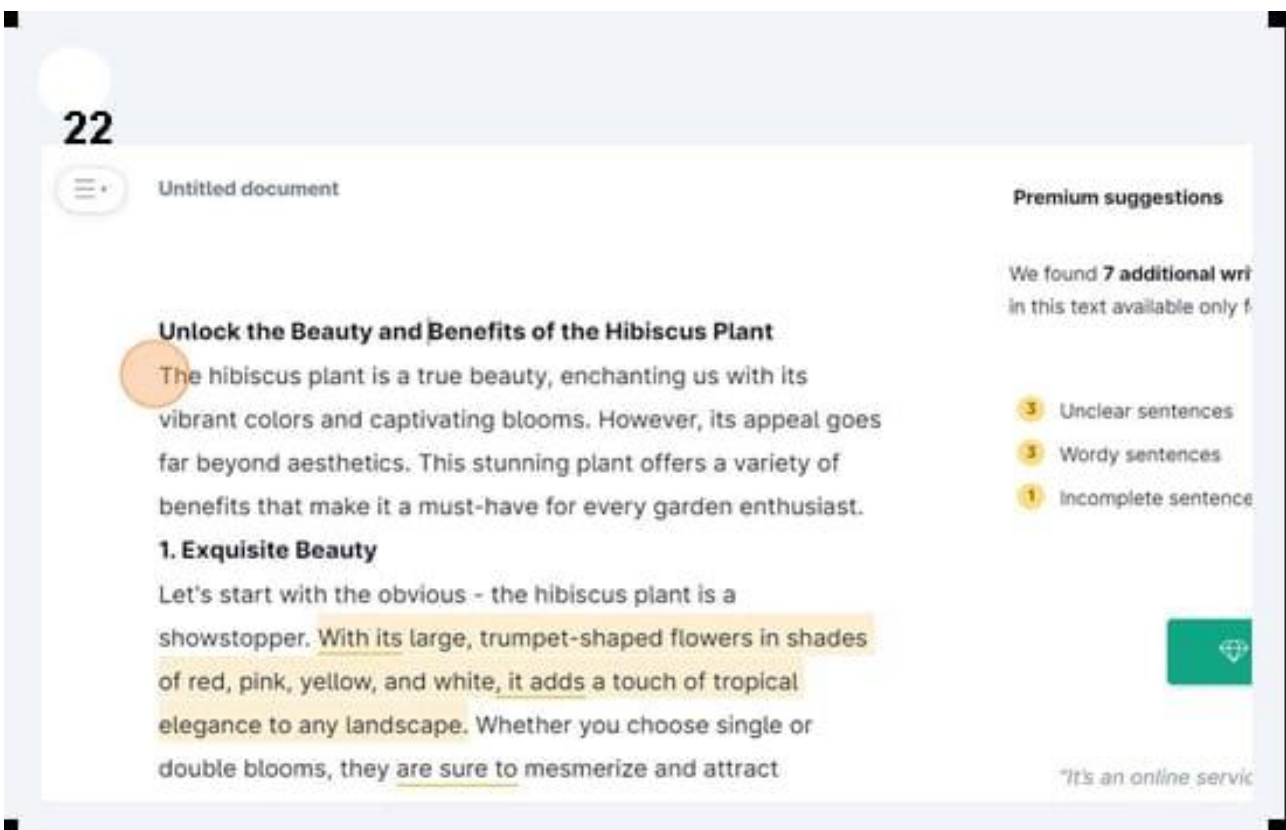 22
Untitled document
Unlock the Beauty and Benefits of the Hibiscus Plant
The hibiscus plant is a true beauty, enchanting us with its
vibrant colors and captivating blooms. However, its appeal goes
far beyond aesthetics. This stunning plant offers a variety of
benefits that make it a must-have for every garden enthusiast.
1. Exquisite Beauty
Let's start with the obvious - the hibiscus plant is a
showstopper. With its large, trumpet-shaped flowers in shades
of red, pink, yellow, and white, it adds a touch of tropical
elegance to any landscape. Whether you choose single or
double blooms, they are sure to mesmerize and attract
Premium suggestions
We found 7 additional wri
in this text available only f
3 Unclear sentences
3 Wordy sentences
1 Incomplete sentence
"It's an online servic